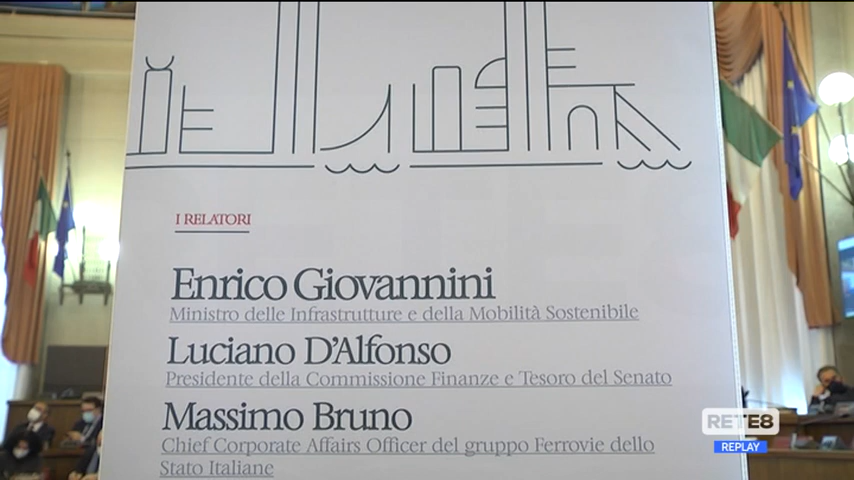 I RELATORI
Enrico Giovannini
Ministro delle Infrastrutture e della Mobilità Sostenibile
Luciano D'Alfonso
Presidente della Commissione Finanze e Tesoro del Senato
Massimo Bruno
Chief Corporate Affairs Officer del gruppo Ferrovie dello
Stato Italiane
RETE8
REPLAY